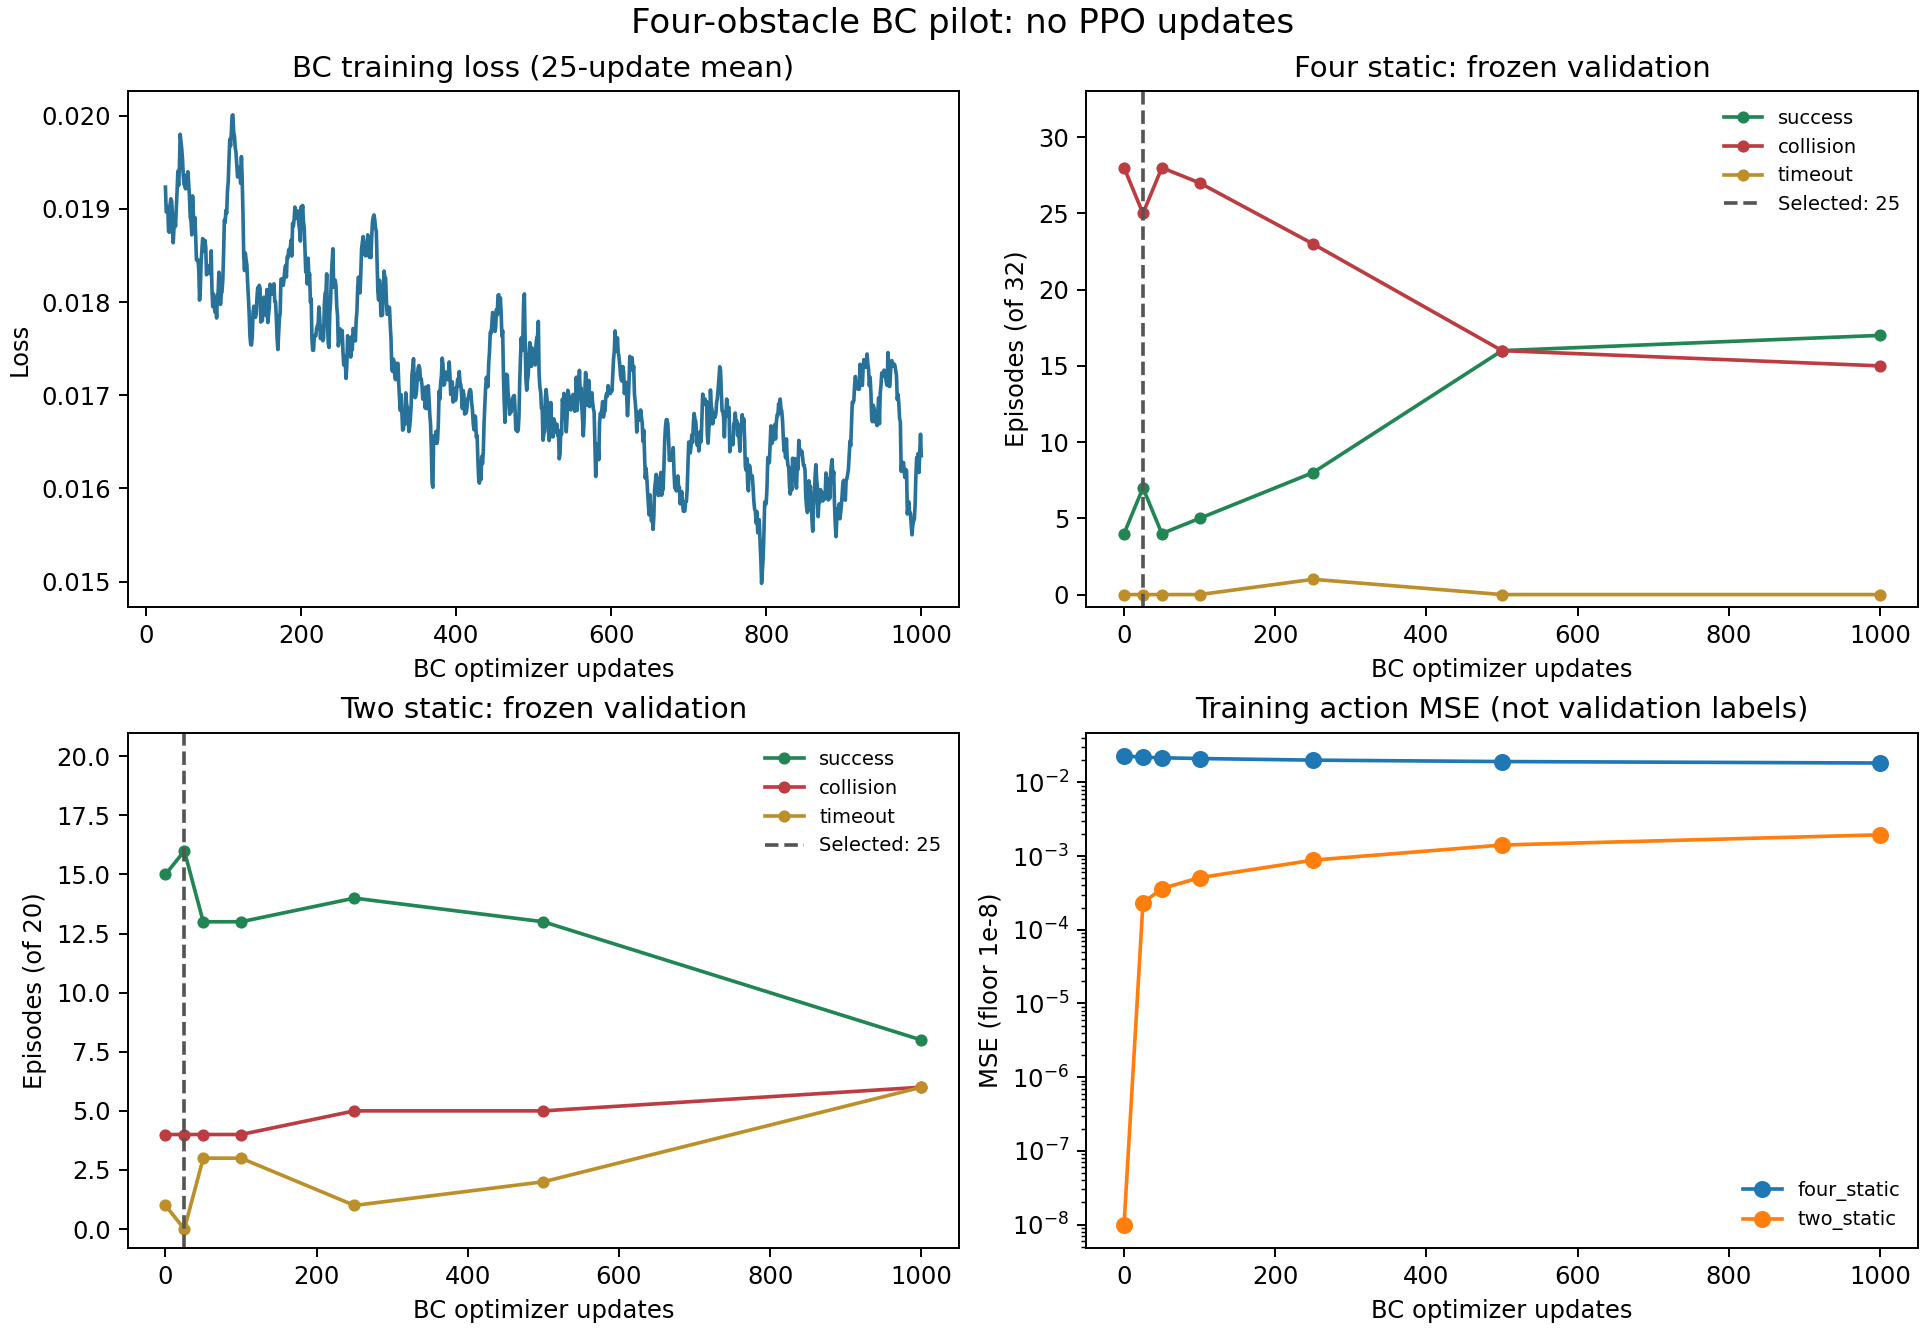 Four-obstacle BC pilot: no PPO updates
BC training loss (25-update mean)
0.020
0.019
0.018
0.017
0.016
0.015
Loss
0 200 400 600 800 1000
BC optimizer updates
Four static: frozen validation
30
25
20
15
10
5
0
Episodes (of 32)
success
collision
timeout
Selected: 25
0 200 400 600 800 1000
BC optimizer updates
Two static: frozen validation
20.0
17.5
15.0
12.5
10.0
7.5
5.0
2.5
0.0
Episodes (of 20)
success
collision
timeout
Selected: 25
0 200 400 600 800 1000
BC optimizer updates
Training action MSE (not validation labels)
10⁻²
10⁻³
10⁻⁴
10⁻⁵
10⁻⁶
10⁻⁷
10⁻⁸
MSE (floor 1e-8)
four_static
two_static
0 200 400 600 800 1000
BC optimizer updates